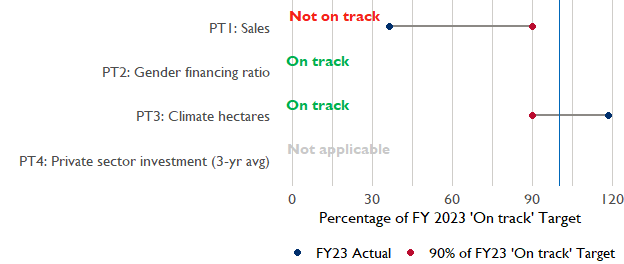 Not on track
PT1: Sales
On track
PT2: Gender financing ratio
On track
PT3: Climate hectares
Not applicable
PT4: Private sector investment (3-yr avg)
0 30 60 90 120
Percentage of FY 2023 'On track' Target
FY23 Actual 90% of FY23 'On track' Target